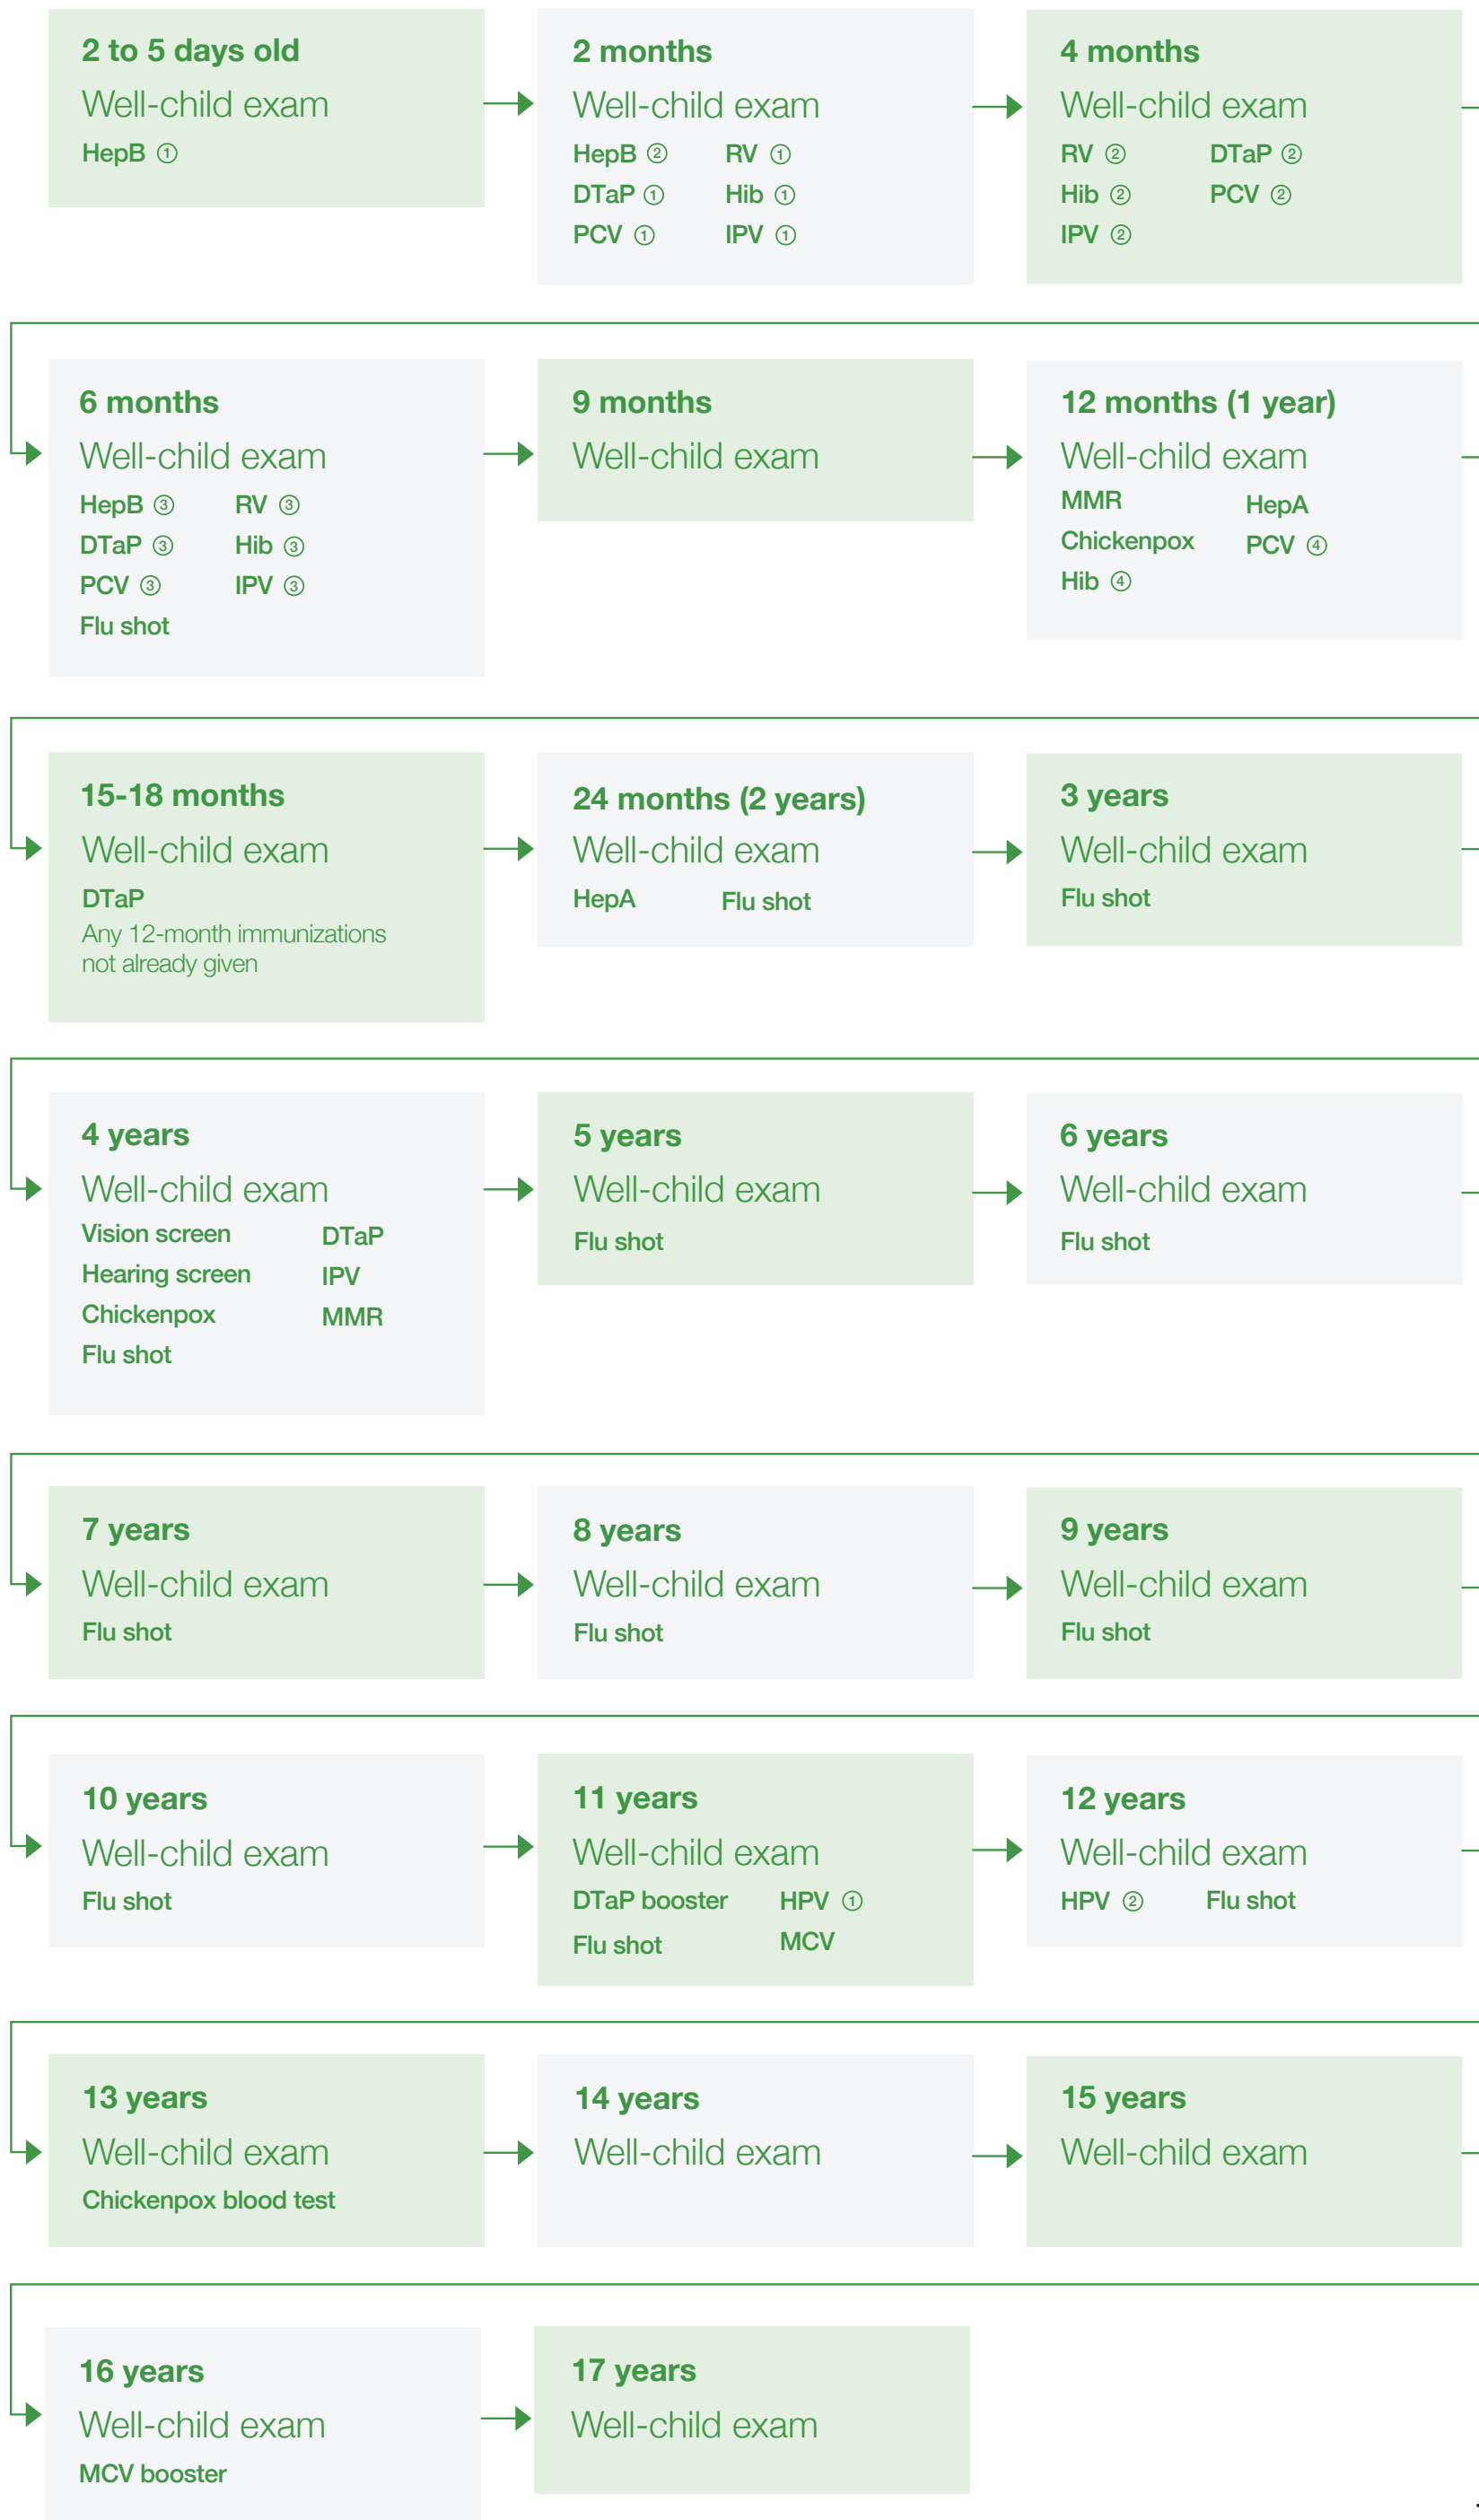 2 to 5 days old
Well-child exam
HepB ①
2 months
Well-child exam
HepB ② RV ①
DTaP ① Hib ①
PCV ① IPV ①
4 months
Well-child exam
RV ② DTaP ②
Hib ② PCV ②
IPV ②
6 months
Well-child exam
HepB ③ RV ③
DTaP ③ Hib ③
PCV ③ IPV ③
Flu shot
9 months
Well-child exam
12 months (1 year)
Well-child exam
MMR HepA
Chickenpox PCV ④
Hib ④
15-18 months
Well-child exam
DTaP
Any 12-month immunizations
not already given
24 months (2 years)
Well-child exam
HepA Flu shot
3 years
Well-child exam
Flu shot
4 years
Well-child exam
Vision screen DTaP
Hearing screen IPV
Chickenpox MMR
Flu shot
5 years
Well-child exam
Flu shot
6 years
Well-child exam
Flu shot
7 years
Well-child exam
Flu shot
8 years
Well-child exam
Flu shot
9 years
Well-child exam
Flu shot
10 years
Well-child exam
Flu shot
11 years
Well-child exam
DTaP booster HPV ①
Flu shot MCV
12 years
Well-child exam
HPV ② Flu shot
13 years
Well-child exam
Chickenpox blood test
14 years
Well-child exam
15 years
Well-child exam
16 years
Well-child exam
MCV booster
17 years
Well-child exam